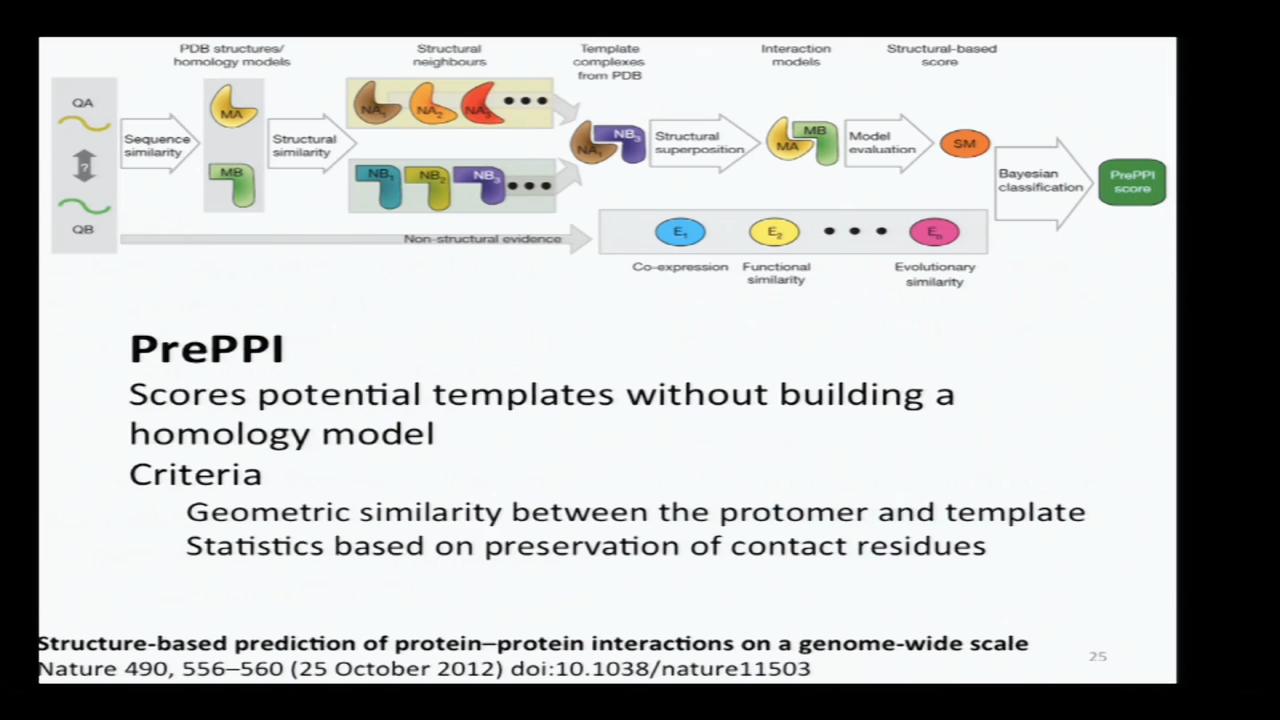 PDB structures/
homology models
Structural
neighbours
Template
complexes
from PDB
Interaction
models
Structural-based
score
QA
?
QB
Sequence
similarity
MA
MB
Structural
similarity
NA1
NA2
NA3
NB1
NB2
NB3
NA1
NB3
Structural
superposition
MA
MB
Model
evaluation
SM
Bayesian
classification
PrePPI
score
Non-structural evidence
E1
E2
En
Co-expression
Functional
similarity
Evolutionary
similarity
PrePPI
Scores potential templates without building a
homology model
Criteria
Geometric similarity between the protomer and template
Statistics based on preservation of contact residues
Structure-based prediction of protein–protein interactions on a genome-wide scale
Nature 490, 556–560 (25 October 2012) doi:10.1038/nature11503
25